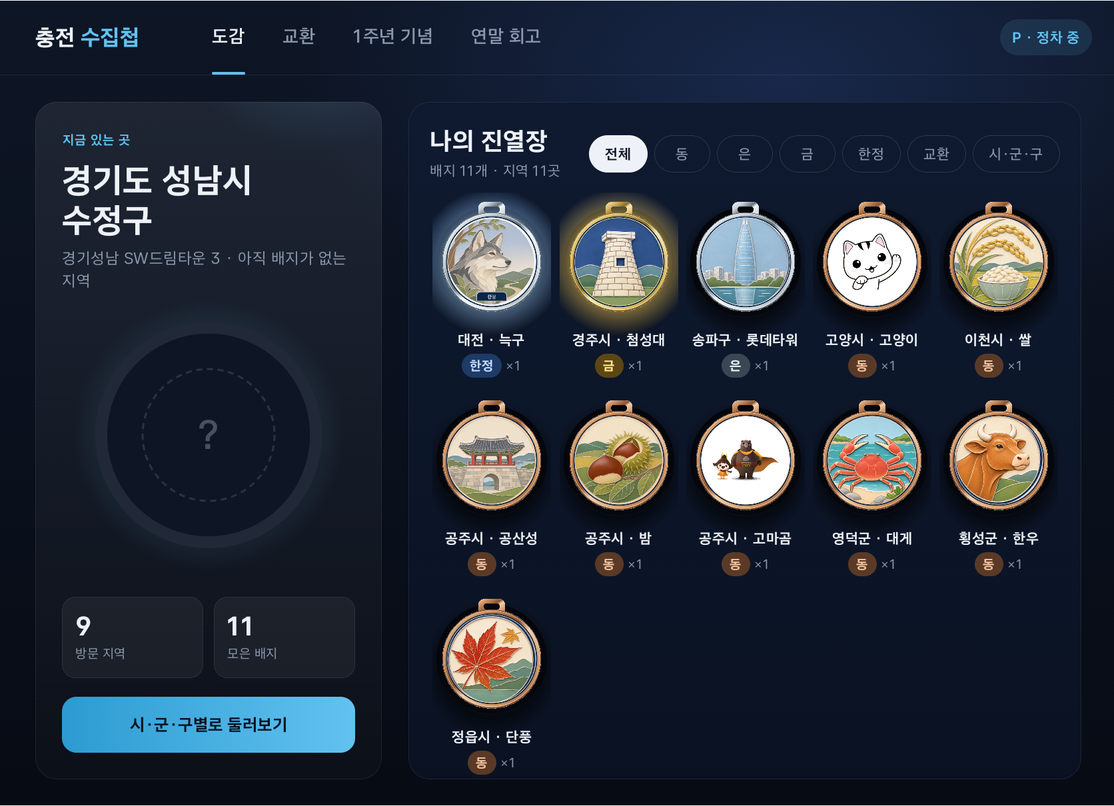 충전 수집첩
도감
교환
1주년 기념
연말 회고
P · 정차 중
지금 있는 곳
경기도 성남시
수정구
경기성남 SW드림타운 3 · 아직 배지가 없는
지역
?
9
방문 지역
11
모은 배지
시·군·구별로 둘러보기
나의 진열장
배지 11개 · 지역 11곳
전체
동
은
금
한정
교환
시·군·구
대전 · 늑구
한정 ×1
경주시 · 첨성대
금 ×1
송파구 · 롯데타워
은 ×1
고양시 · 고양이
동 ×1
이천시 · 쌀
동 ×1
공주시 · 공산성
동 ×1
공주시 · 밤
동 ×1
공주시 · 고마곰
동 ×1
영덕군 · 대게
동 ×1
횡성군 · 한우
동 ×1
정읍시 · 단풍
동 ×1